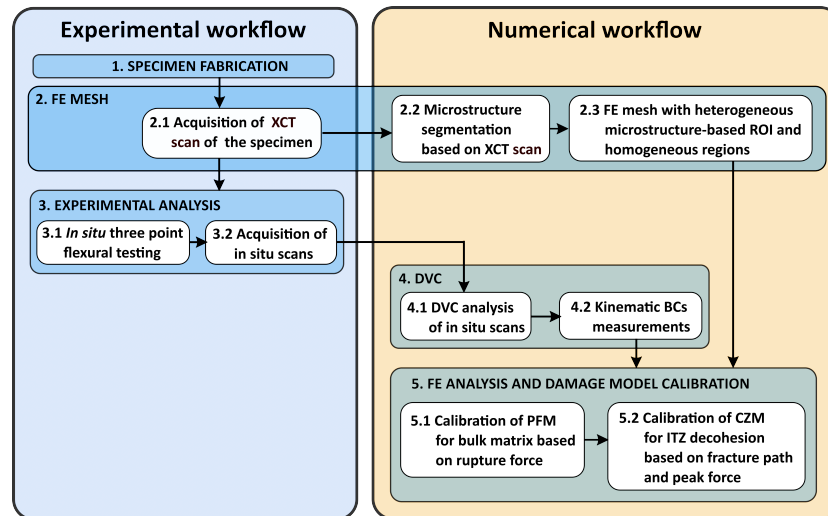 Experimental workflow
Numerical workflow
1. SPECIMEN FABRICATION
2. FE MESH
2.1 Acquisition of XCT
scan of the specimen
2.2 Microstructure
segmentation
based on XCT scan
2.3 FE mesh with heterogeneous
microstructure-based ROI and
homogeneous regions
3. EXPERIMENTAL ANALYSIS
3.1 In situ three point
flexural testing
3.2 Acquisition of
in situ scans
4. DVC
4.1 DVC analysis
of in situ scans
4.2 Kinematic BCs
measurements
5. FE ANALYSIS AND DAMAGE MODEL CALIBRATION
5.1 Calibration of PFM
for bulk matrix based
on rupture force
5.2 Calibration of CZM
for ITZ decohesion
based on fracture path
and peak force